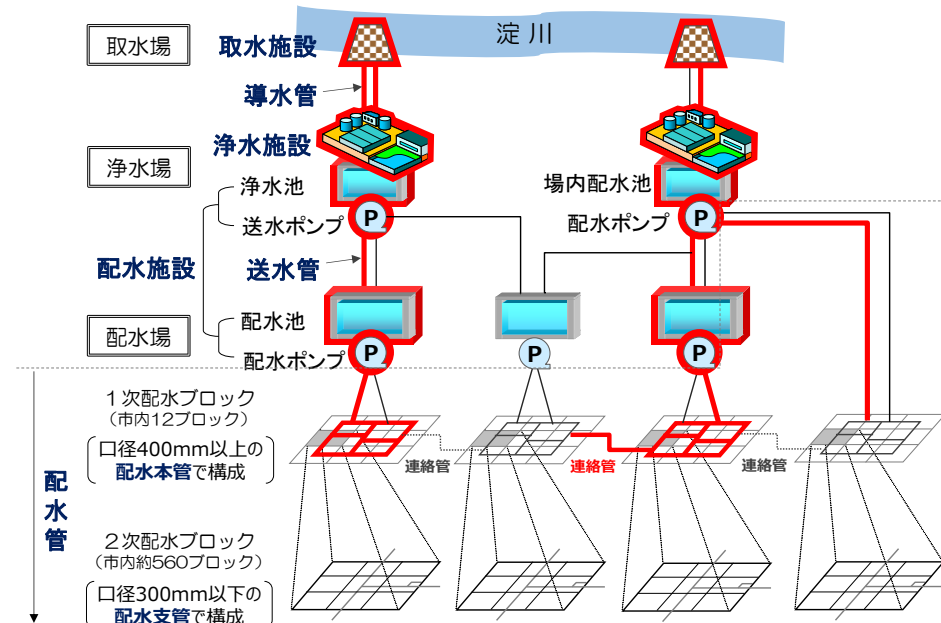 淀川
取水場
取水施設
導水管
浄水施設
浄水場
浄水池
場内配水池
送水ポンプ
P
配水ポンプ
P
配水施設
送水管
配水場
配水池
配水ポンプ
P
P
P
1次配水ブロック
(市内12ブロック)
口径400mm以上の
配水本管で構成
連絡管
連絡管
連絡管
配水管
2次配水ブロック
(市内約560ブロック)
口径300mm以下の
配水支管で構成